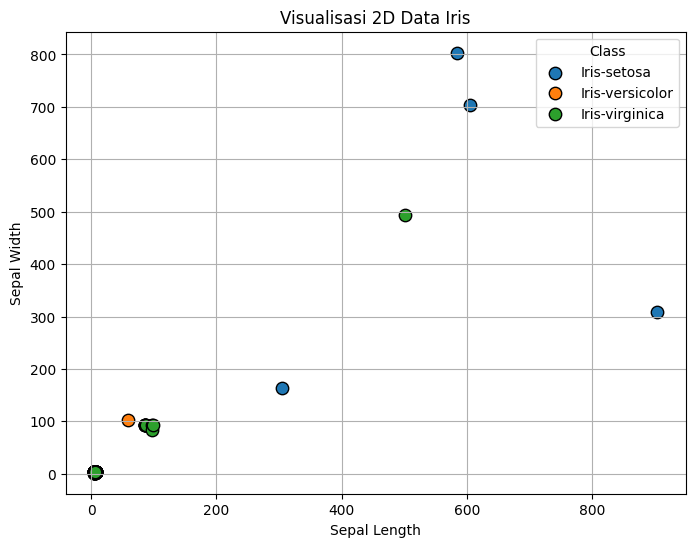 Visualisasi 2D Data Iris
Class
Iris-setosa
Iris-versicolor
Iris-virginica
800
700
600
500
400
300
200
100
0
Sepal Width
0
200
400
600
800
Sepal Length